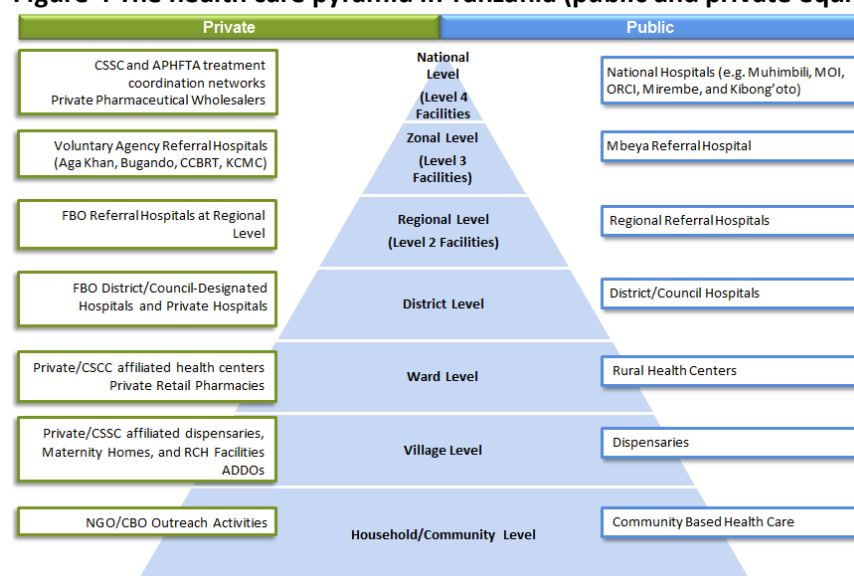 Private
Public
CSSC and APHFTA treatment
coordination networks
Private Pharmaceutical Wholesalers
National
Level
(Level 4
Facilities
National Hospitals (e.g. Muhimbili, MOI,
ORCI, Mirembe, and Kibong'oto)
Voluntary Agency Referral Hospitals
(Aga Khan, Bugando, CCBRT, KCMC)
Zonal Level
(Level 3
Facilities)
Mbeya Referral Hospital
FBO Referral Hospitals at Regional
Level
Regional Level
(Level 2 Facilities)
Regional Referral Hospitals
FBO District/Council-Designated
Hospitals and Private Hospitals
District Level
District/Council Hospitals
Private/CSCC affiliated health centers
Private Retail Pharmacies
Ward Level
Rural Health Centers
Private/CSSC affiliated dispensaries,
Maternity Homes, and RCH Facilities
ADDOs
Village Level
Dispensaries
NGO/CBO Outreach Activities
Household/Community Level
Community Based Health Care